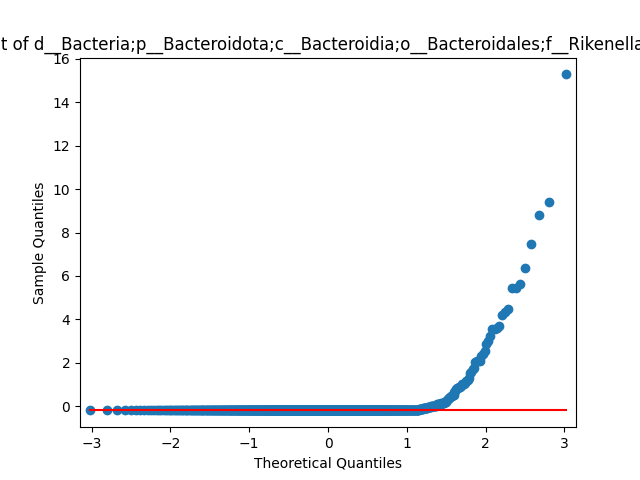 t of d__Bacteria;p__Bacteroidota;c__Bacteroidia;o__Bacteroidales;f__Rikenella
16
14
12
10
8
6
4
2
0
Sample Quantiles
−3 −2 −1 0 1 2 3
Theoretical Quantiles